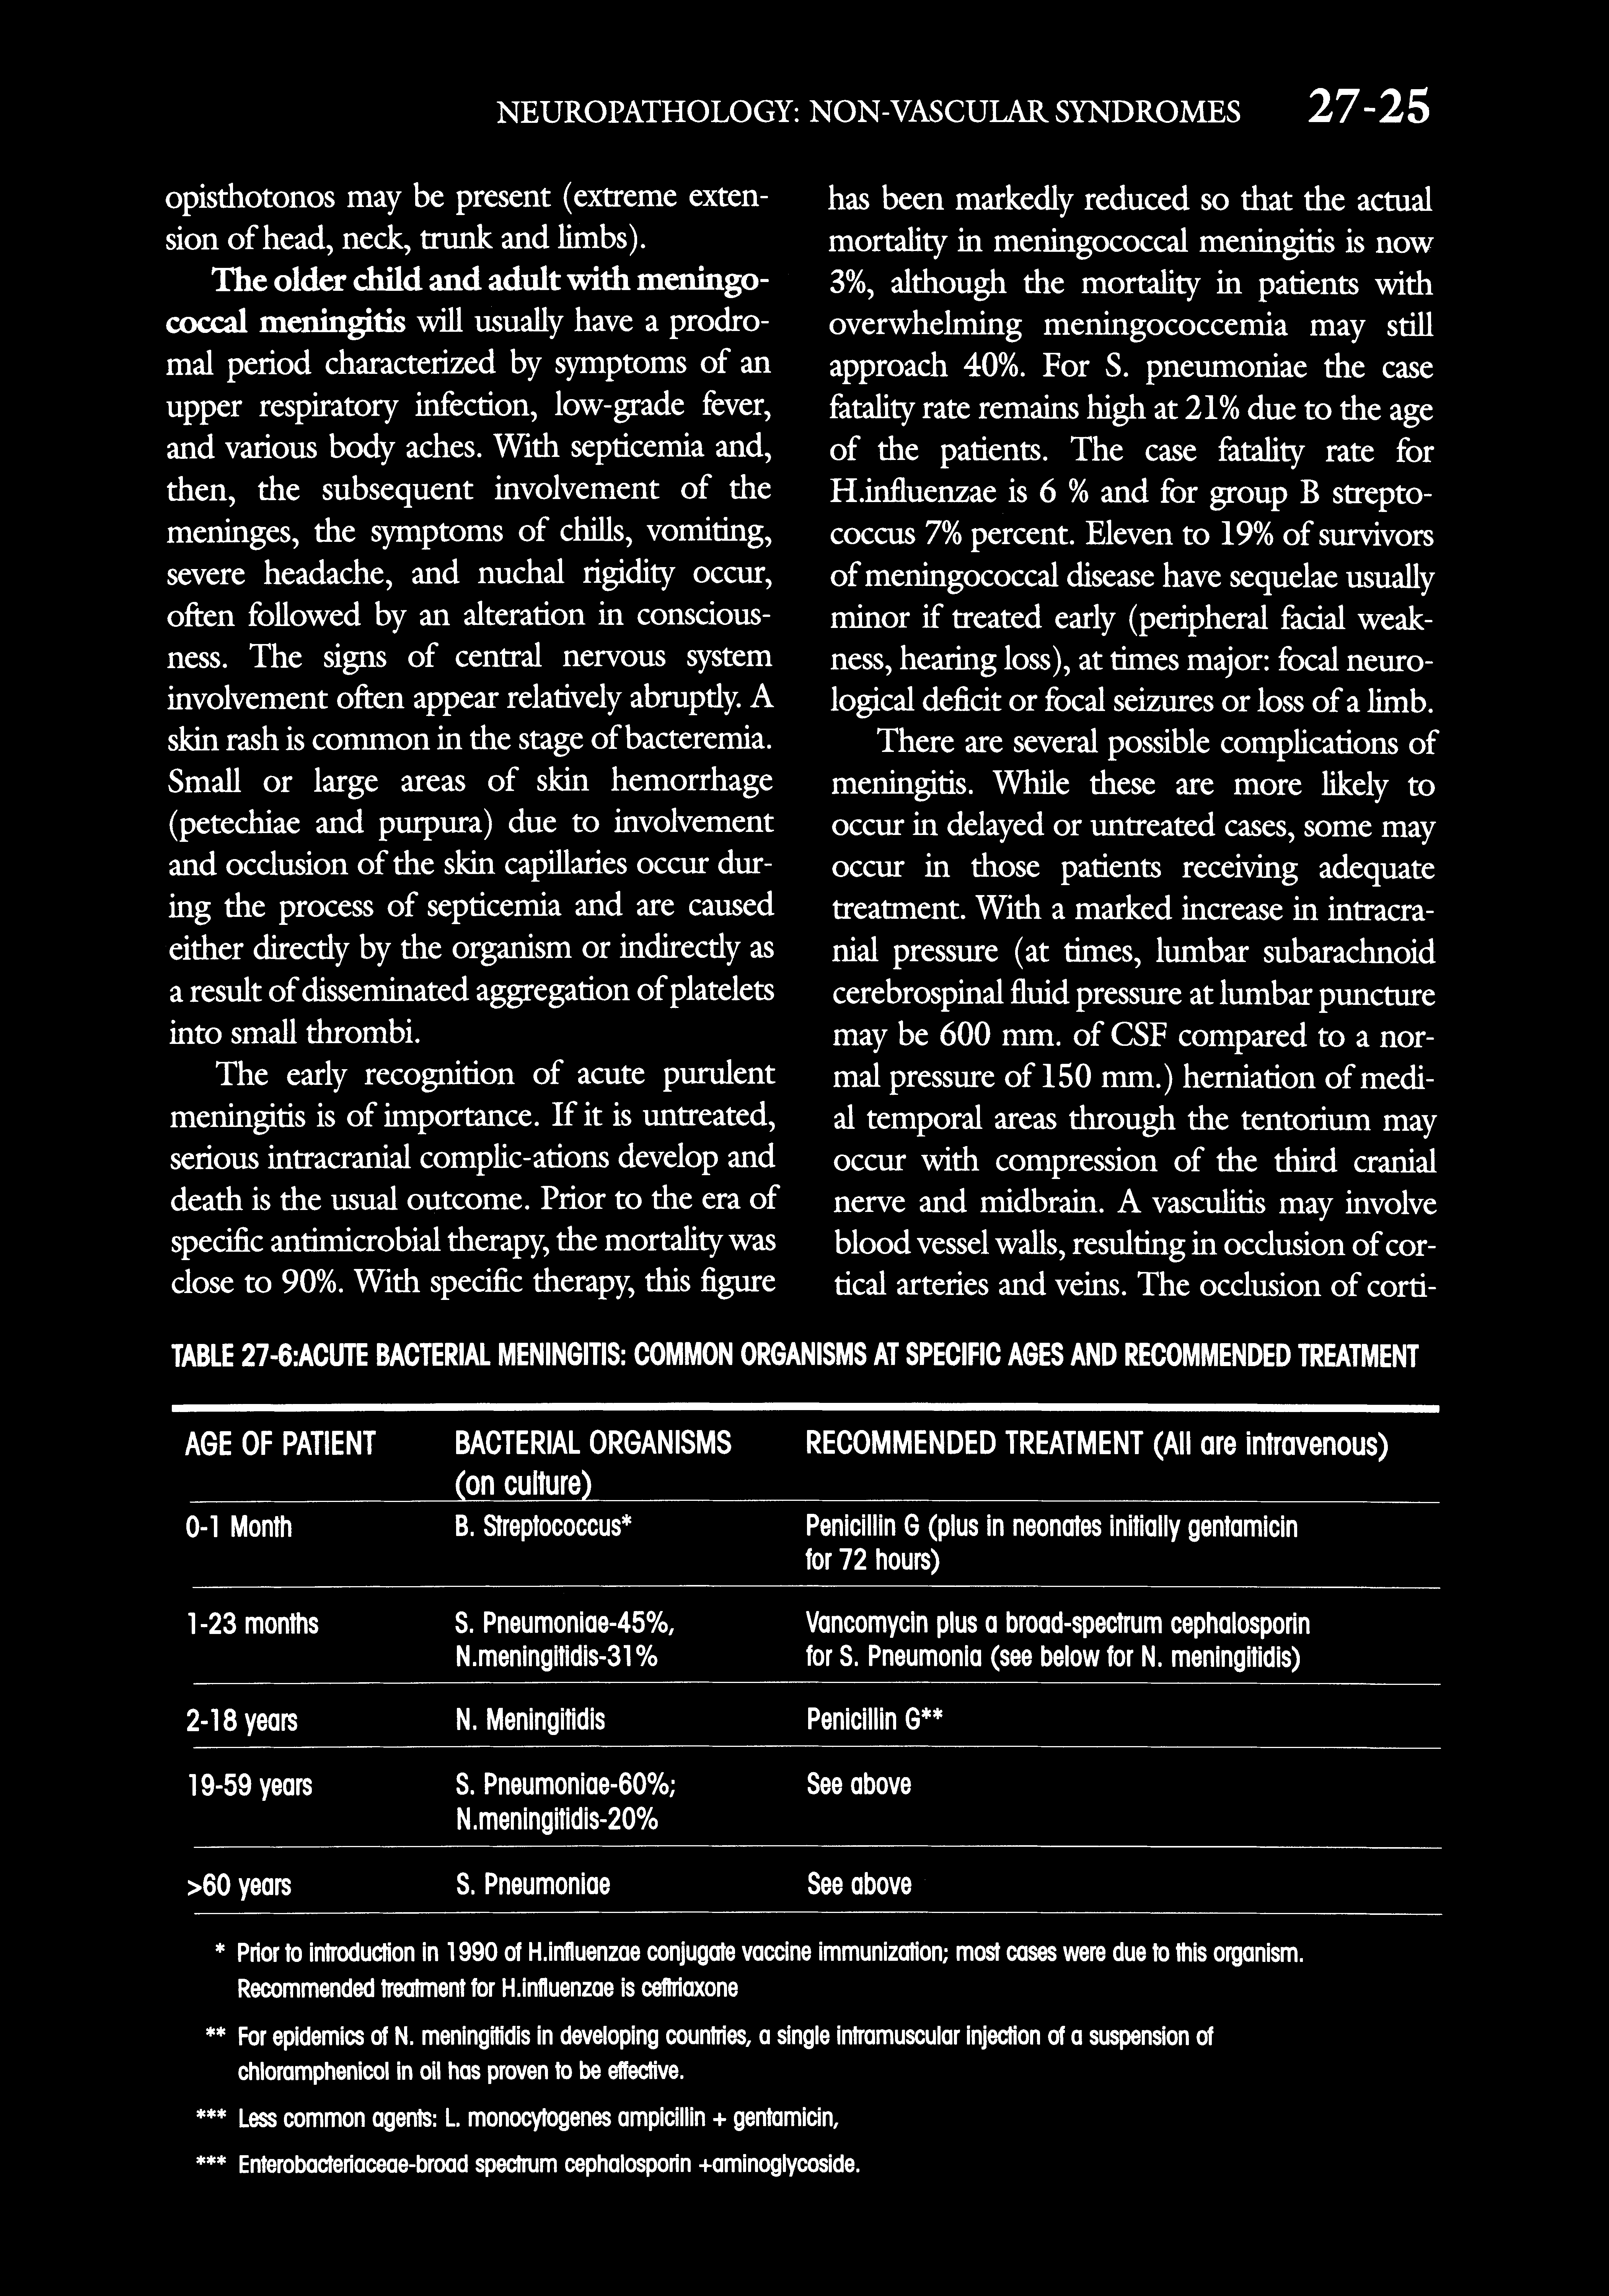 NEUROPATHOLOGY: NON-VASCULAR SYNDROMES 27-25
opisthotonos may be present (extreme exten-
sion of head, neck, trunk and limbs).
The older child and adult with meningo-
coccal meningitis will usually have a prodro-
mal period characterized by symptoms of an
upper respiratory infection, low-grade fever,
and various body aches. With septicemia and,
then, the subsequent involvement of the
meninges, the symptoms of chills, vomiting,
severe headache, and nuchal rigidity occur,
often followed by an alteration in conscious-
ness. The signs of central nervous system
involvement often appear relatively abruptly. A
skin rash is common in the stage of bacteremia.
Small or large areas of skin hemorrhage
(petechiae and purpura) due to involvement
and occlusion of the skin capillaries occur dur-
ing the process of septicemia and are caused
either directly by the organism or indirectly as
a result of disseminated aggregation of platelets
into small thrombi.
The early recognition of acute purulent
meningitis is of importance. If it is untreated,
serious intracranial complic-ations develop and
death is the usual outcome. Prior to the era of
specific antimicrobial therapy, the mortality was
close to 90%. With specific therapy, this figure
has been markedly reduced so that the actual
mortality in meningococcal meningitis is now
3%, although the mortality in patients with
overwhelming meningococcemia may still
approach 40%. For S. pneumoniae the case
fatality rate remains high at 21% due to the age
of the patients. The case fatality rate for
H.influenzae is 6 % and for group B strepto-
coccus 7% percent. Eleven to 19% of survivors
of meningococcal disease have sequelae usually
minor if treated early (peripheral facial weak-
ness, hearing loss), at times major: focal neuro-
logical deficit or focal seizures or loss of a limb.
There are several possible complications of
meningitis. While these are more likely to
occur in delayed or untreated cases, some may
occur in those patients receiving adequate
treatment. With a marked increase in intracra-
nial pressure (at times, lumbar subarachnoid
cerebrospinal fluid pressure at lumbar puncture
may be 600 mm. of CSF compared to a nor-
mal pressure of 150 mm.) herniation of medi-
al temporal areas through the tentorium may
occur with compression of the third cranial
nerve and midbrain. A vasculitis may involve
blood vessel walls, resulting in occlusion of cor-
tical arteries and veins. The occlusion of corti-
TABLE 27-6:ACUTE BACTERIAL MENINGITIS: COMMON ORGANISMS AT SPECIFIC AGES AND RECOMMENDED TREATMENT
AGE OF PATIENT BACTERIAL ORGANISMS RECOMMENDED TREATMENT (All are intravenous)
(on culture)
0-1 Month B. Streptococcus* Penicillin G (plus in neonates initially gentamicin
for 72 hours)
1-23 months S. Pneumoniae-45%, Vancomycin plus a broad-spectrum cephalosporin
N.meningitidis-31% for S. Pneumonia (see below for N. meningitidis)
2-18 years N. Meningitidis Penicillin G**
19-59 years S. Pneumoniae-60%; See above
N.meningitidis-20%
>60 years S. Pneumoniae See above
* Prior to introduction in 1990 of H.influenzae conjugate vaccine immunization; most cases were due to this organism.
Recommended treatment for H.influenzae is ceftriaxone
** For epidemics of N. meningitidis in developing countries, a single intramuscular injection of a suspension of
chloramphenicol in oil has proven to be effective.
*** Less common agents: L. monocytogenes ampicillin + gentamicin,
*** Enterobacteriaceae-broad spectrum cephalosporin +aminoglycoside.